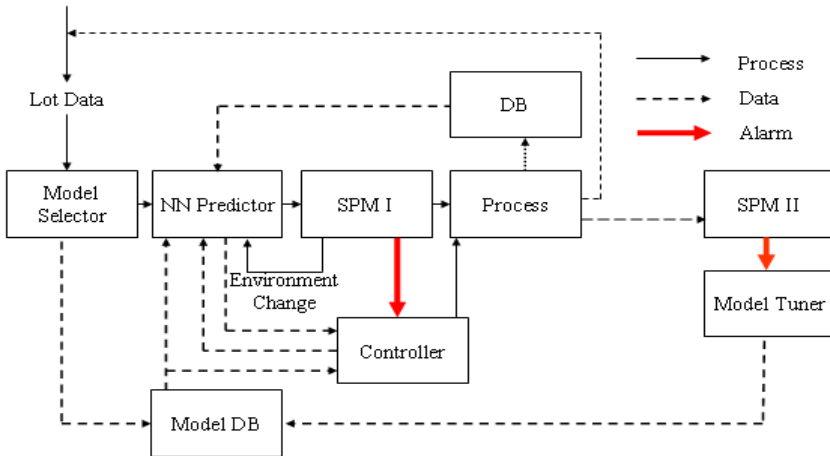 Process
Lot Data
DB
Data
Alarm
Model
Selector
NN Predictor
SPM I
Process
SPM II
Environment
Change
Controller
Model Tuner
Model DB